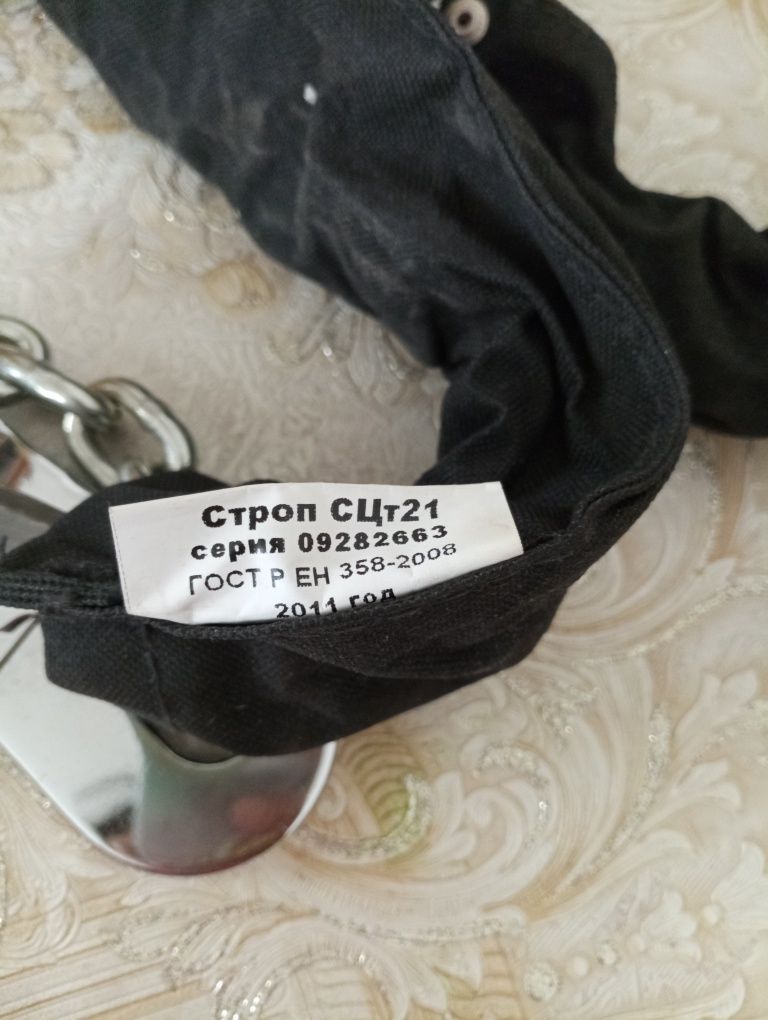 Строп СЦт21
серия 09282663
ГОСТ Р ЕН 358-2008
2011 год